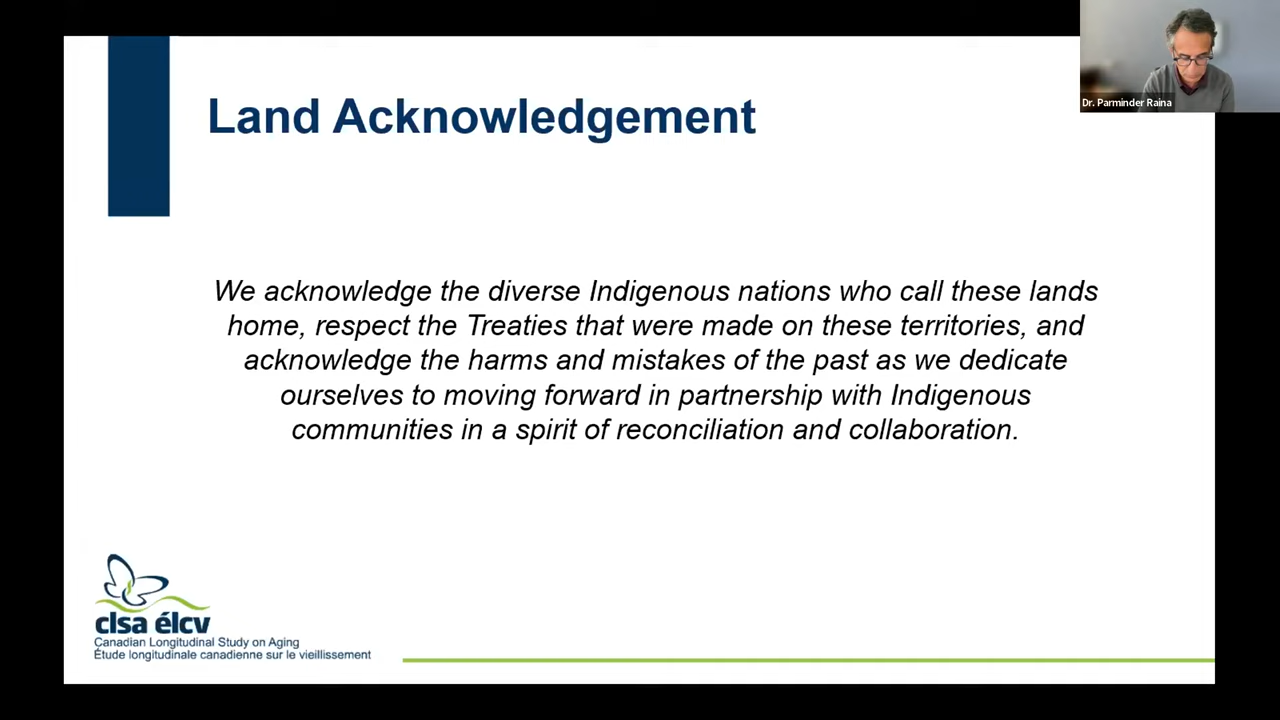 Land Acknowledgement
Dr. Parminder Raina
We acknowledge the diverse Indigenous nations who call these lands
home, respect the Treaties that were made on these territories, and
acknowledge the harms and mistakes of the past as we dedicate
ourselves to moving forward in partnership with Indigenous
communities in a spirit of reconciliation and collaboration.
clsa élcv
Canadian Longitudinal Study on Aging
Étude longitudinale canadienne sur le vieillissement